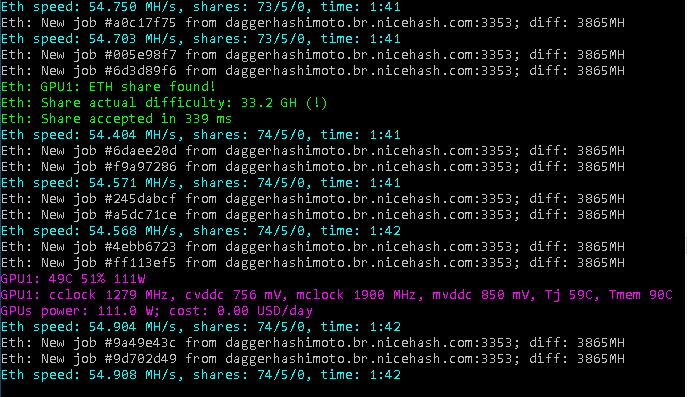 Eth speed: 54.750 MH/s, shares: 73/5/0, time: 1:41
Eth: New job #a0c17f75 from daggerhashimoto.br.nicehash.com:3353; diff: 3865MH
Eth speed: 54.703 MH/s, shares: 73/5/0, time: 1:41
Eth: New job #005e98f7 from daggerhashimoto.br.nicehash.com:3353; diff: 3865MH
Eth: New job #6d3d89f6 from daggerhashimoto.br.nicehash.com:3353; diff: 3865MH
Eth: GPU1: ETH share found!
Eth: Share actual difficulty: 33.2 GH (!)
Eth: Share accepted in 339 ms
Eth speed: 54.404 MH/s, shares: 74/5/0, time: 1:41
Eth: New job #6daee20d from daggerhashimoto.br.nicehash.com:3353; diff: 3865MH
Eth: New job #f9a97286 from daggerhashimoto.br.nicehash.com:3353; diff: 3865MH
Eth speed: 54.571 MH/s, shares: 74/5/0, time: 1:41
Eth: New job #245dabcf from daggerhashimoto.br.nicehash.com:3353; diff: 3865MH
Eth: New job #a5dc71ce from daggerhashimoto.br.nicehash.com:3353; diff: 3865MH
Eth speed: 54.568 MH/s, shares: 74/5/0, time: 1:42
Eth: New job #4ebb6723 from daggerhashimoto.br.nicehash.com:3353; diff: 3865MH
Eth: New job #ff113ef5 from daggerhashimoto.br.nicehash.com:3353; diff: 3865MH
GPU1: 49C 51% 111W
GPU1: cclock 1279 MHz, cvddc 756 mV, mclock 1900 MHz, mvddc 850 mV, Tj 59C, Tmem 90C
GPUs power: 111.0 W; cost: 0.00 USD/day
Eth speed: 54.904 MH/s, shares: 74/5/0, time: 1:42
Eth: New job #9a49e43c from daggerhashimoto.br.nicehash.com:3353; diff: 3865MH
Eth: New job #9d702d49 from daggerhashimoto.br.nicehash.com:3353; diff: 3865MH
Eth speed: 54.908 MH/s, shares: 74/5/0, time: 1:42